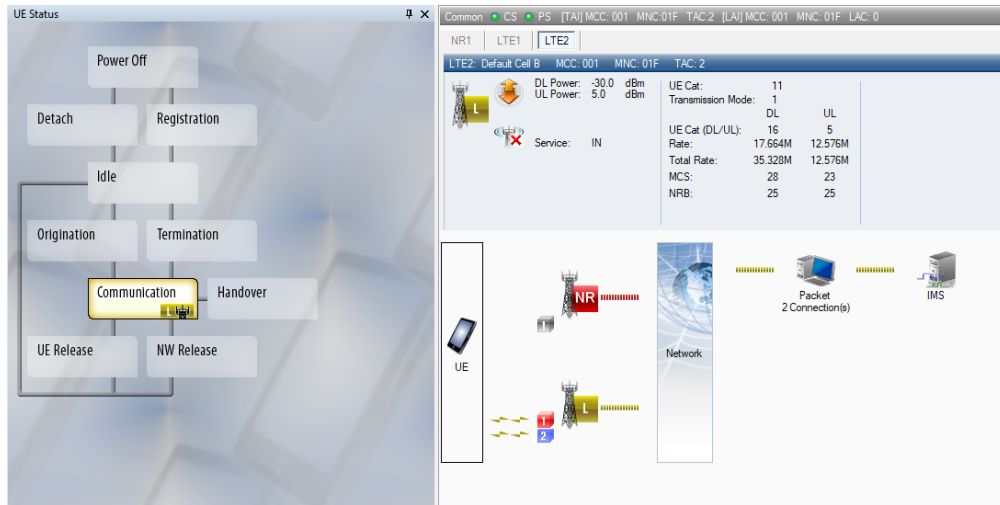 UE Status
Power Off
Detach
Registration
Idle
Origination
Termination
Communication
L
Handover
UE Release
NW Release
Common CS PS [TAI] MCC: 001 MNC:01F TAC:2 [LAI] MCC: 001 MNC: 01F LAC: 0
NR1 LTE1 LTE2
LTE2: Default Cell B MCC: 001 MNC: 01F TAC: 2
L
DL Power: -30.0 dBm
UL Power: 5.0 dBm
Service: IN
UE Cat: 11
Transmission Mode: 1
DL UL
UE Cat (DL/UL): 16 5
Rate: 17.664M 12.576M
Total Rate: 35.328M 12.576M
MCS: 28 23
NRB: 25 25
UE
NR
1
L
1
2
Network
Packet
2 Connection(s)
IMS